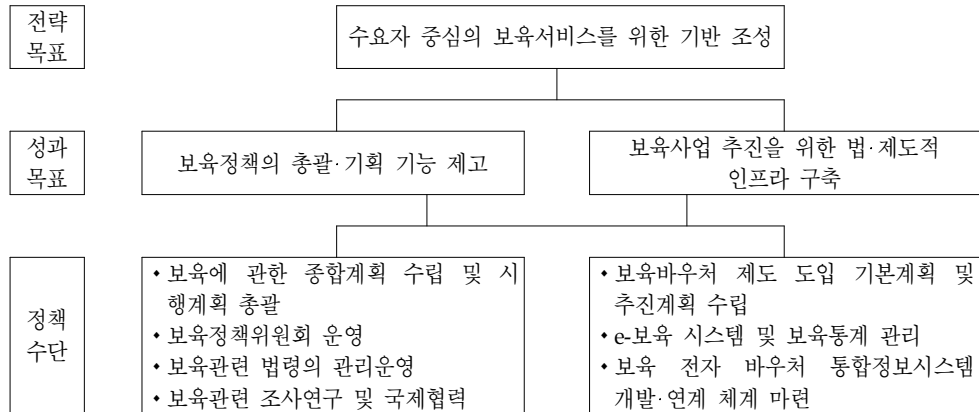 전략
목표
수요자 중심의 보육서비스를 위한 기반 조성
성과
목표
보육정책의 총괄·기획 기능 제고
보육사업 추진을 위한 법·제도적
인프라 구축
정책
수단
• 보육에 관한 종합계획 수립 및 시
행계획 총괄
• 보육정책위원회 운영
• 보육관련 법령의 관리운영
• 보육관련 조사연구 및 국제협력
• 보육바우처 제도 도입 기본계획 및
추진계획 수립
• e-보육 시스템 및 보육통계 관리
• 보육 전자 바우처 통합정보시스템
개발·연계 체계 마련